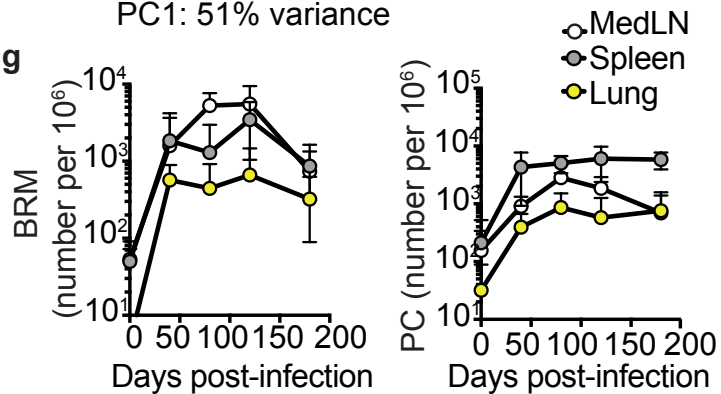 PC1: 51% variance
g
MedLN
Spleen
Lung
BRM
(number per 10⁶)
10⁴
10³
10²
10¹
0 50 100 150 200
Days post-infection
PC (number per 10⁶)
10⁵
10⁴
10³
10²
10¹
0 50 100 150 200
Days post-infection